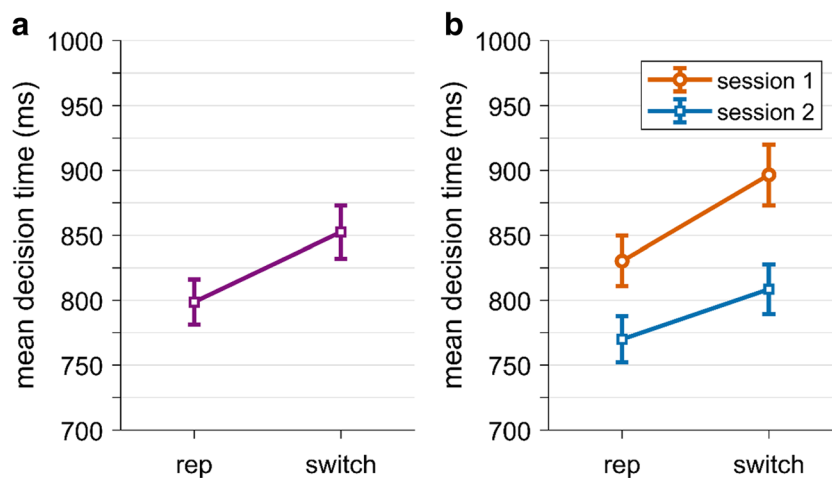 a
mean decision time (ms)
1000
950
900
850
800
750
700
rep switch
b
mean decision time (ms)
1000
950
900
850
800
750
700
session 1
session 2
rep switch